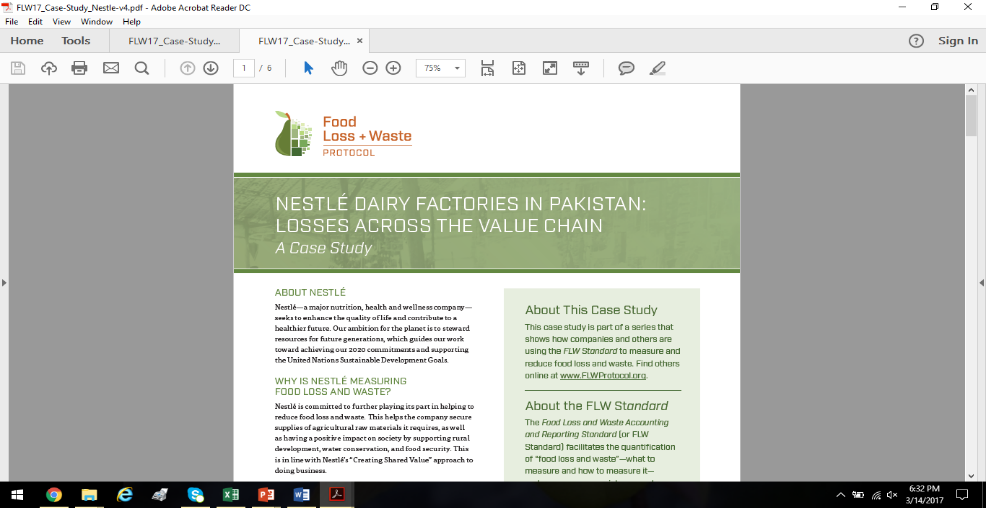 FLW17_Case-Study_Nestle-v4.pdf - Adobe Acrobat Reader DC
File Edit View Window Help
Home Tools FLW17_Case-Study... FLW17_Case-Study... × Sign In
1 / 6 75%
Food
Loss + Waste
PROTOCOL
NESTLÉ DAIRY FACTORIES IN PAKISTAN:
LOSSES ACROSS THE VALUE CHAIN
A Case Study
ABOUT NESTLÉ
Nestlé—a major nutrition, health and wellness company—
seeks to enhance the quality of life and contribute to a
healthier future. Our ambition for the planet is to steward
resources for future generations, which guides our work
toward achieving our 2020 commitments and supporting
the United Nations Sustainable Development Goals.
WHY IS NESTLÉ MEASURING
FOOD LOSS AND WASTE?
Nestlé is committed to further playing its part in helping to
reduce food loss and waste. This helps the company secure
supplies of agricultural raw materials it requires, as well
as having a positive impact on society by supporting rural
development, water conservation, and food security. This
is in line with Nestlé's "Creating Shared Value" approach to
doing business.
About This Case Study
This case study is part of a series that
shows how companies and others are
using the FLW Standard to measure and
reduce food loss and waste. Find others
online at www.FLWProtocol.org.
About the FLW Standard
The Food Loss and Waste Accounting
and Reporting Standard (or FLW
Standard) facilitates the quantification
of "food loss and waste"—what to
measure and how to measure it—
6:32 PM
3/14/2017